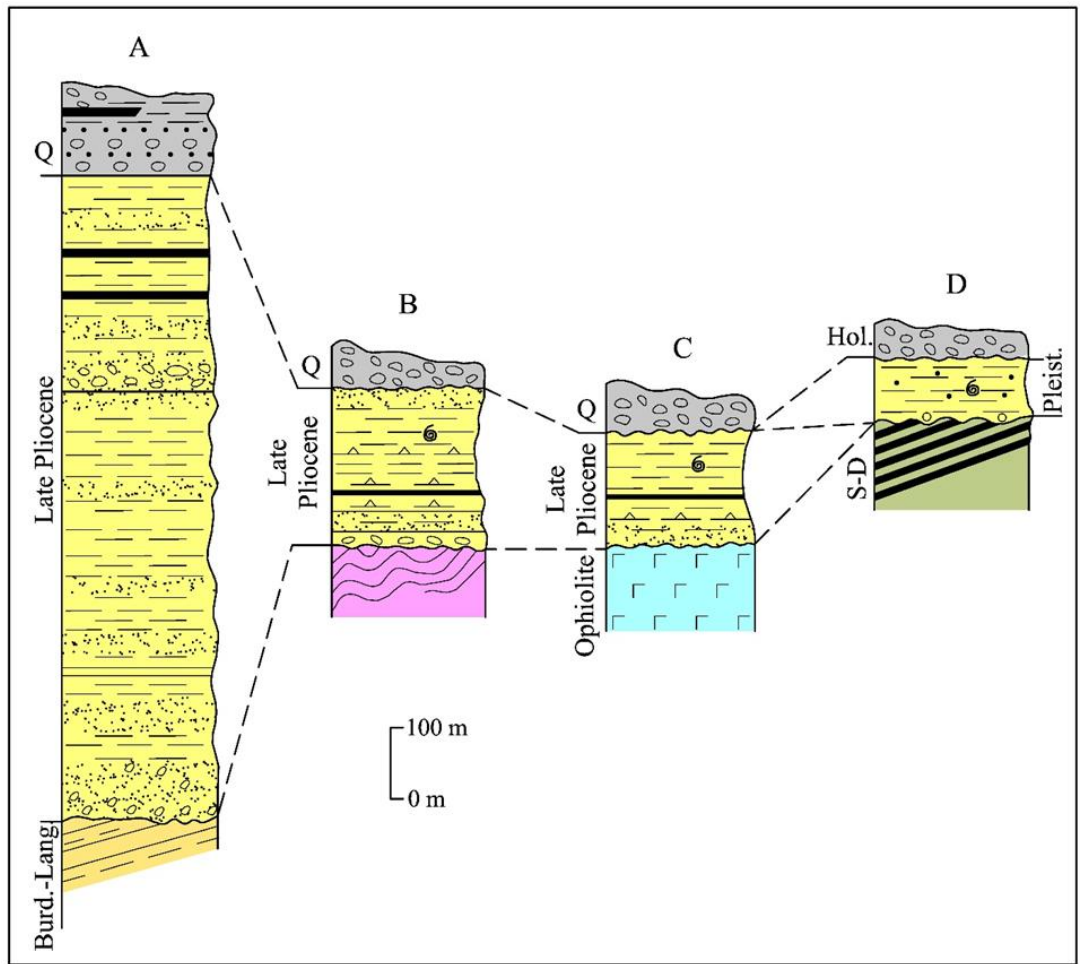 A
Q
Late Pliocene
Burd.-Lang.
B
Q
Late
Pliocene
C
Q
Late
Pliocene
Ophiolite
D
Hol.
Pleist.
S-D
100 m
0 m